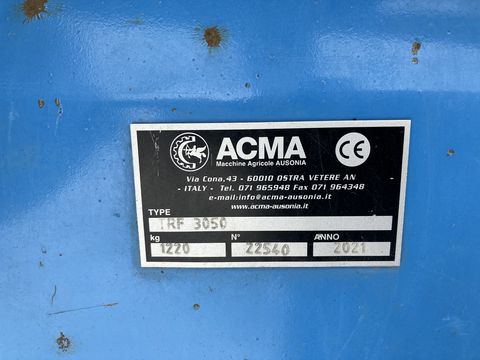 ACMA
Macchine Agricole AUSONIA
CE
Via Cona,43 - 60010 OSTRA VETERE AN
- ITALY - Tel. 071 965948 Fax 071 964348
e-mail:info@acma-ausonia.it
www.acma-ausonia.it
TYPE
TRF 3050
kg N° ANNO
1220 22540 2021